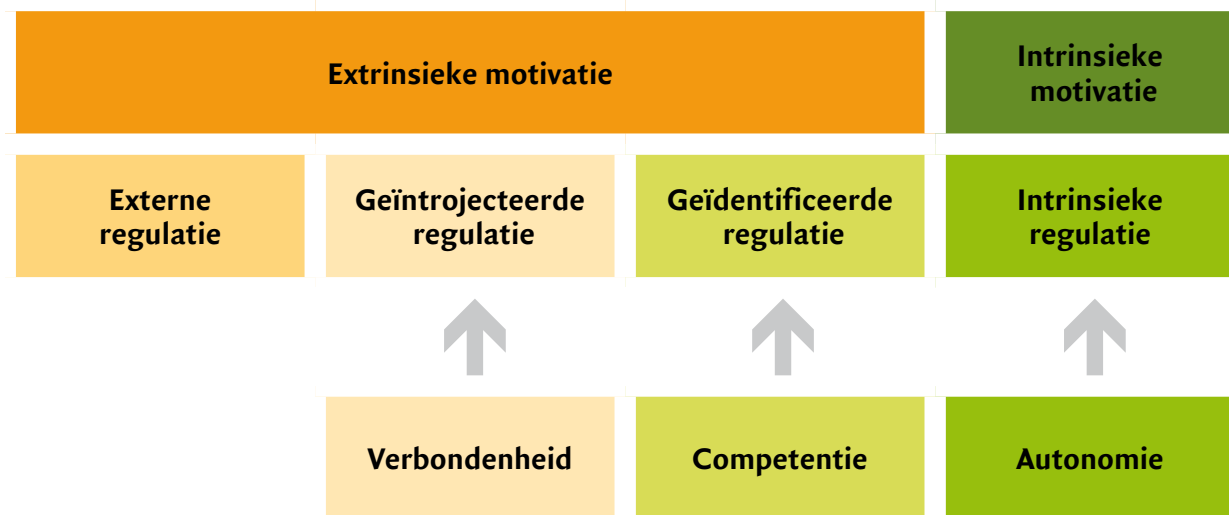 Extrinsieke motivatie
Intrinsieke
motivatie
Externe
regulatie
Geïntrojecteerde
regulatie
Geïdentificeerde
regulatie
Intrinsieke
regulatie
Verbondenheid
Competentie
Autonomie